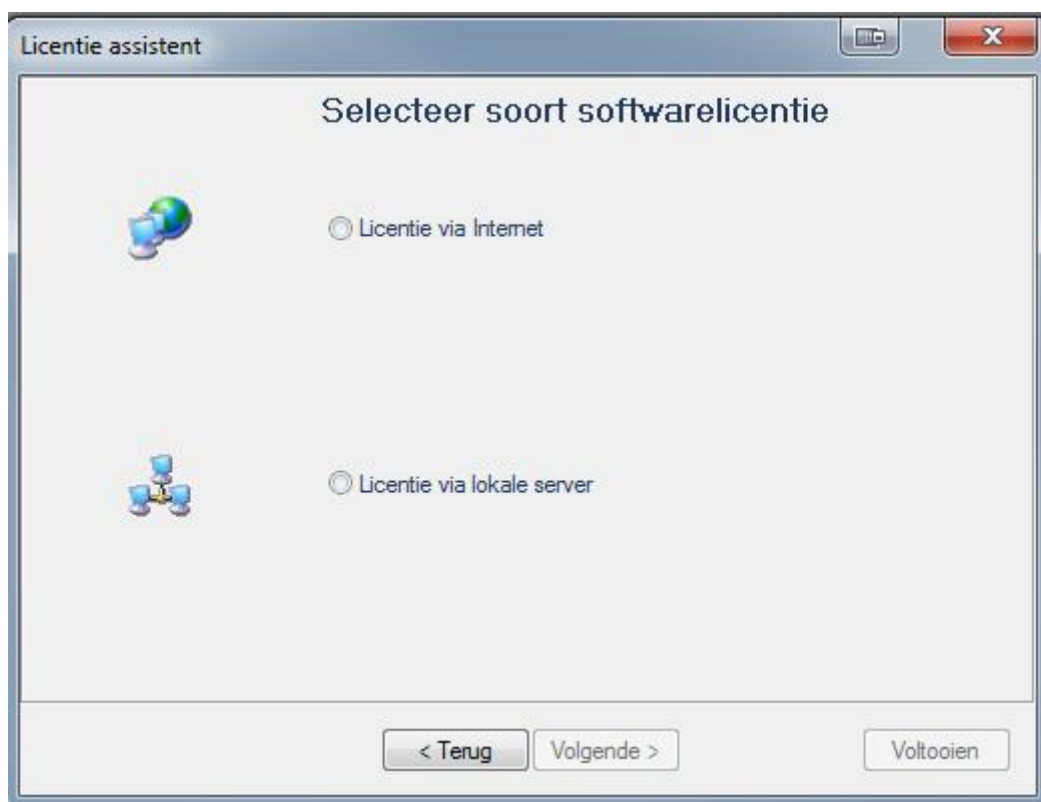 Licentie assistent
Selecteer soort softwarelicentie
Licentie via Internet
Licentie via lokale server
< Terug
Volgende >
Voltooien